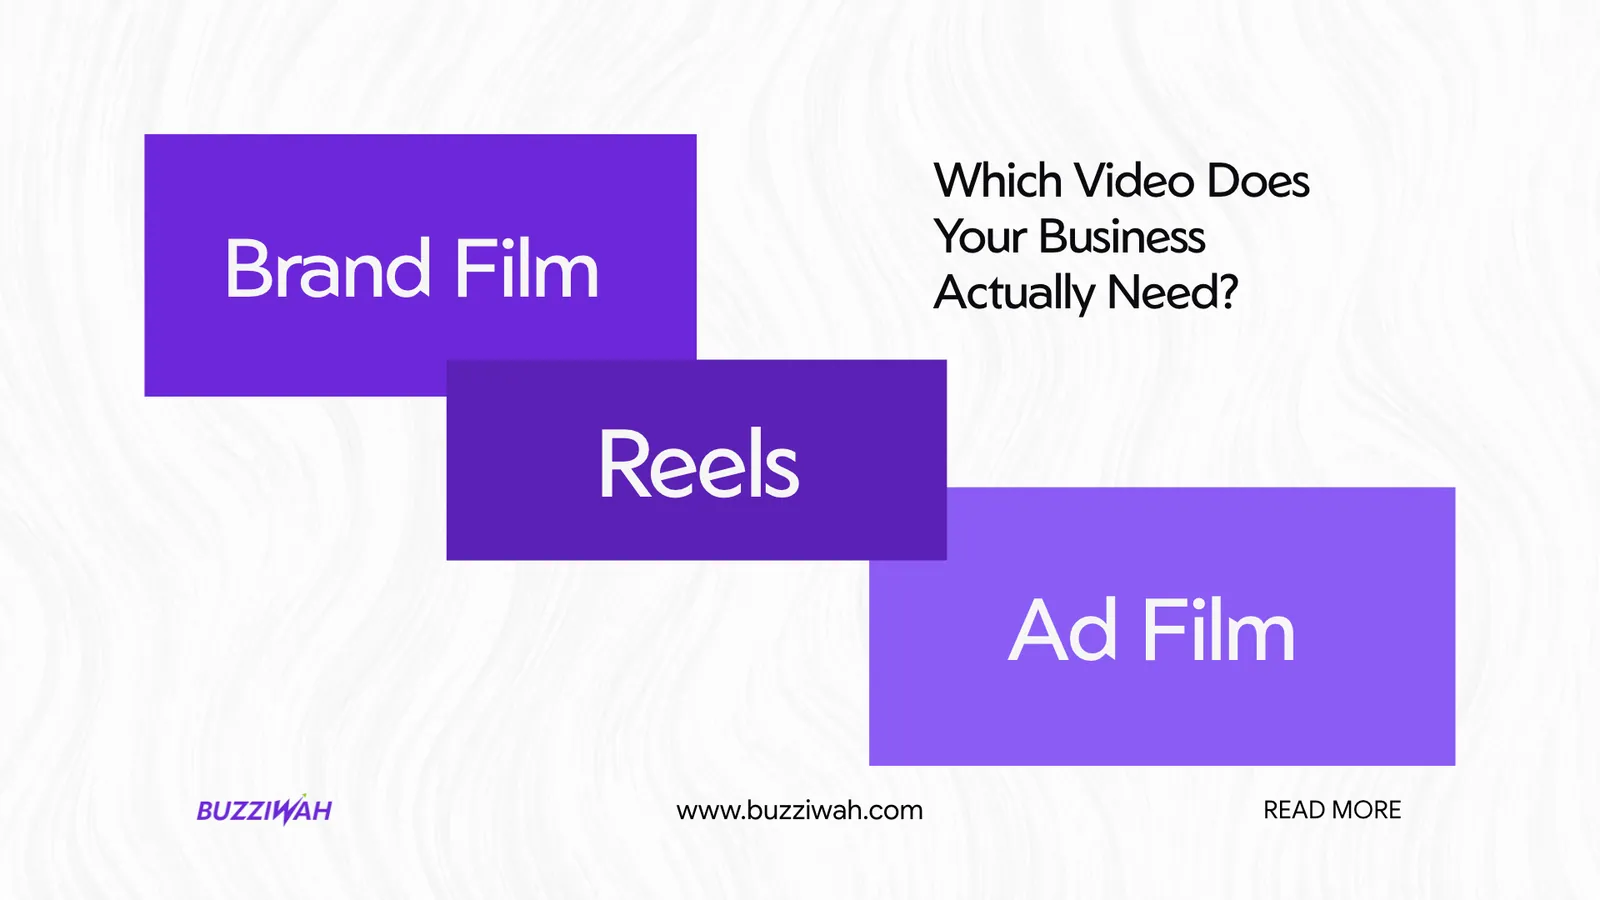 Brand Film
Which Video Does
Your Business
Actually Need?
Reels
Ad Film
BUZZIWAH
www.buzziwah.com
READ MORE